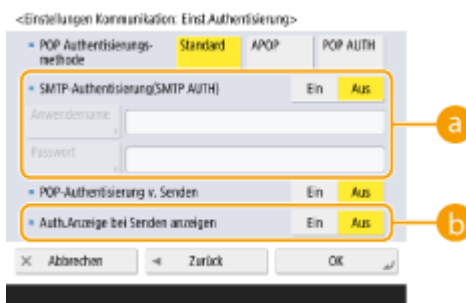 <Einstellungen Kommunikation: Einst.Authentisierung>
POP Authentisierungs- Standard APOP POP AUTH
methode
SMTP-Authentisierung(SMTP AUTH) Ein Aus
Anwendername
Passwort
POP-Authentisierung v. Senden Ein Aus
Auth.Anzeige bei Senden anzeigen Ein Aus
Abbrechen Zurück OK
a
b